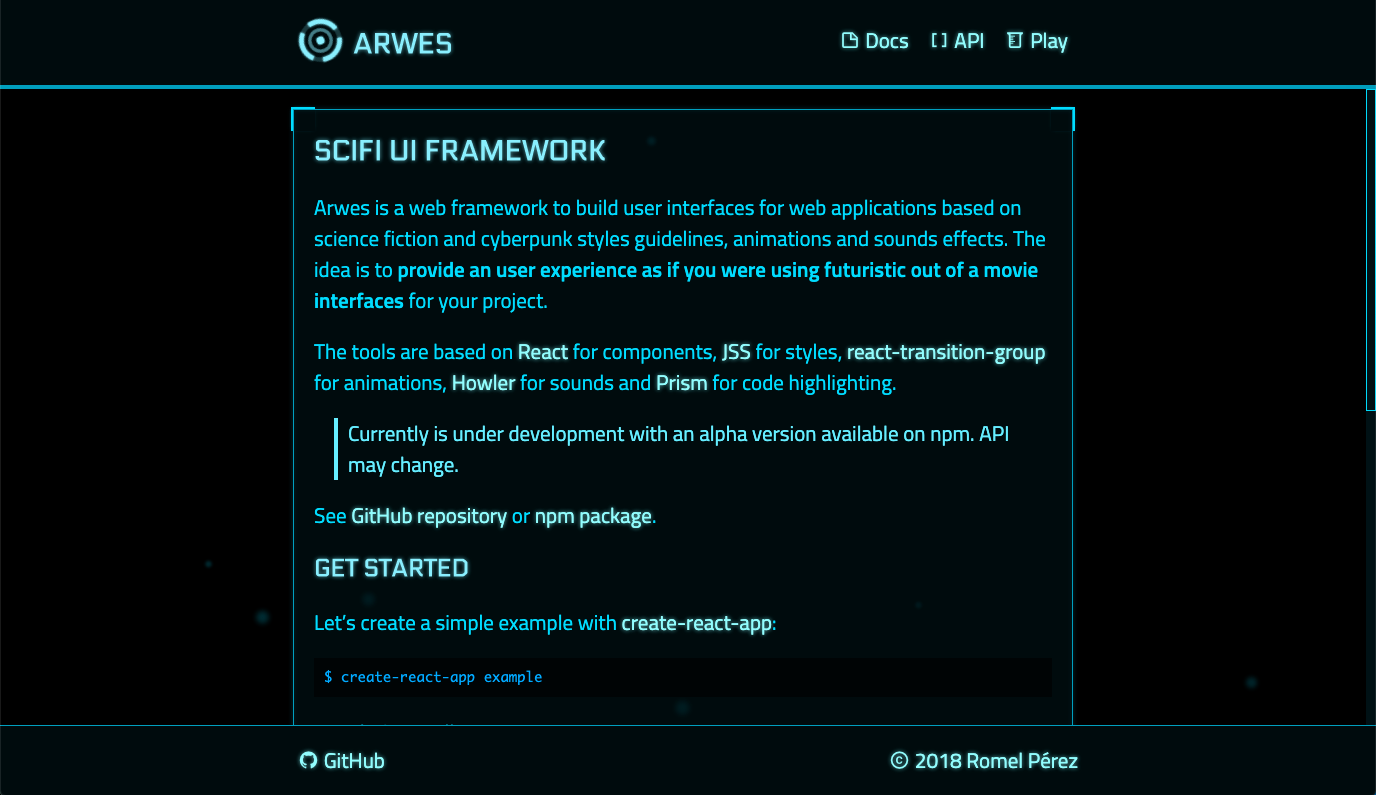 ARWES
Docs
API
Play
SCIFI UI FRAMEWORK
Arwes is a web framework to build user interfaces for web applications based on
science fiction and cyberpunk styles guidelines, animations and sounds effects. The
idea is to provide an user experience as if you were using futuristic out of a movie
interfaces for your project.
The tools are based on React for components, JSS for styles, react-transition-group
for animations, Howler for sounds and Prism for code highlighting.
Currently is under development with an alpha version available on npm. API
may change.
See GitHub repository or npm package.
GET STARTED
Let’s create a simple example with create-react-app:
$ create-react-app example
GitHub
© 2018 Romel Pérez